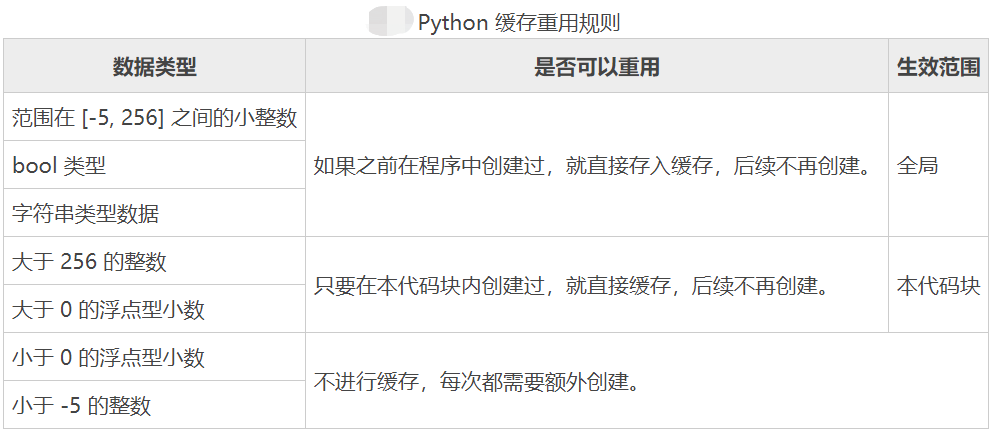 Python 缓存重用规则
数据类型 是否可以重用 生效范围
范围在 [-5, 256] 之间的小整数
bool 类型
如果之前在程序中创建过，就直接存入缓存，后续不再创建。 全局
字符串类型数据
大于 256 的整数
只要在本代码块内创建过，就直接缓存，后续不再创建。 本代码块
大于 0 的浮点型小数
小于 0 的浮点型小数
不进行缓存，每次都需要额外创建。
小于 -5 的整数